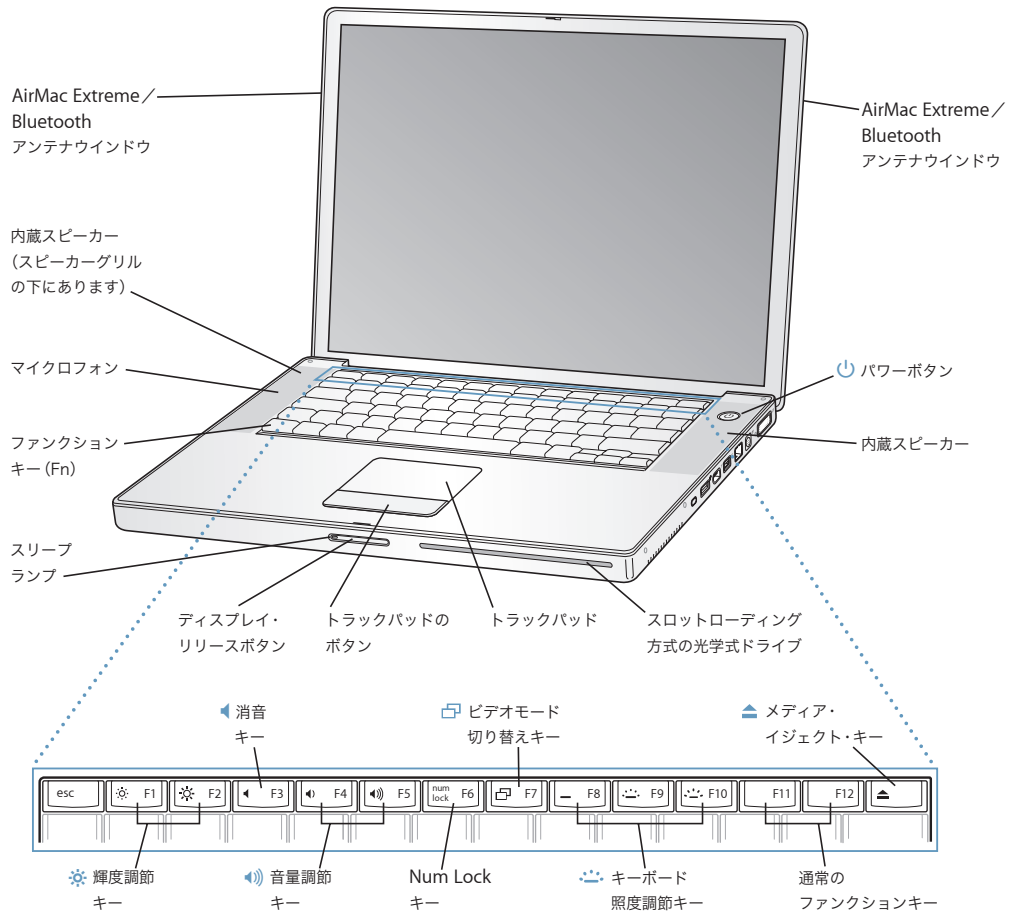 AirMac Extreme／
Bluetooth
アンテナウインドウ
AirMac Extreme／
Bluetooth
アンテナウインドウ
内蔵スピーカー
（スピーカーグリル
の下にあります）
マイクロフォン
パワーボタン
ファンクション
キー（Fn）
内蔵スピーカー
スリープ
ランプ
ディスプレイ・
リリースボタン
トラックパッドの
ボタン
トラックパッド
スロットローディング
方式の光学式ドライブ
消音
キー
ビデオモード
切り替えキー
メディア・
イジェクト・キー
esc
F1
F2
F3
F4
F5
num
lock
F6
F7
F8
F9
F10
F11
F12
輝度調節
キー
音量調節
キー
Num Lock
キー
キーボード
照度調節キー
通常の
ファンクションキー